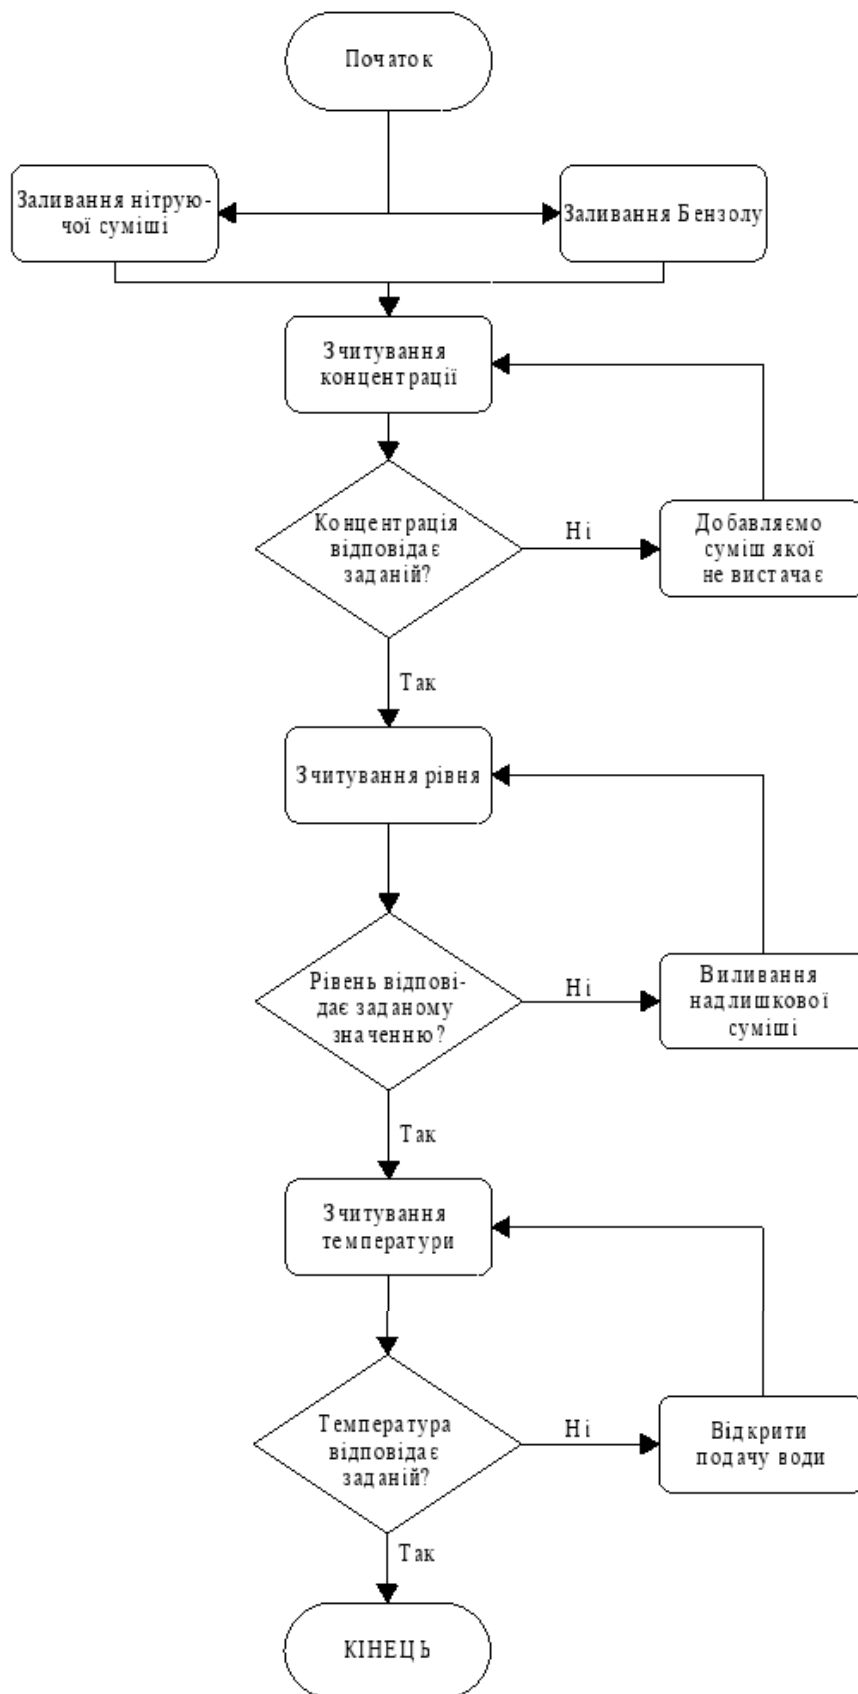 Початок
Заливання нітрую-
чої суміші
Заливання Бензолу
Зчитування
концентрації
Концентрація
відповідає
заданій?
Ні
Добавляємо
суміш якої
не вистачає
Так
Зчитування рівня
Рівень відпові-
дає заданому
значенню?
Ні
Виливання
надлишкової
суміші
Так
Зчитування
температури
Температура
відповідає
заданій?
Ні
Відкрити
подачу води
Так
КІНЕЦЬ